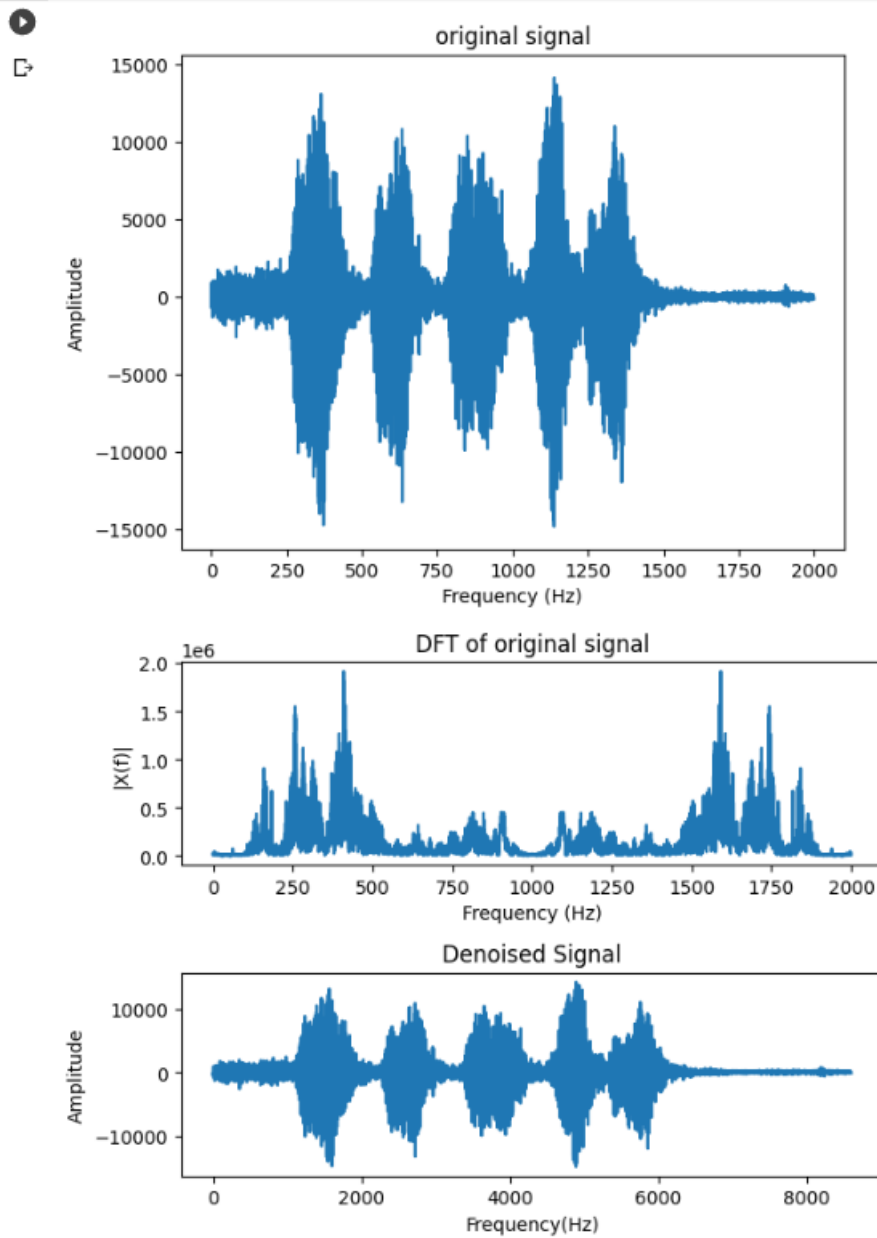 original signal
15000
10000
5000
0
−5000
−10000
−15000
Amplitude
0 250 500 750 1000 1250 1500 1750 2000
Frequency (Hz)
DFT of original signal
1e6
2.0
1.5
1.0
0.5
0.0
|X(f)|
0 250 500 750 1000 1250 1500 1750 2000
Frequency (Hz)
Denoised Signal
10000
0
−10000
Amplitude
0 2000 4000 6000 8000
Frequency(Hz)